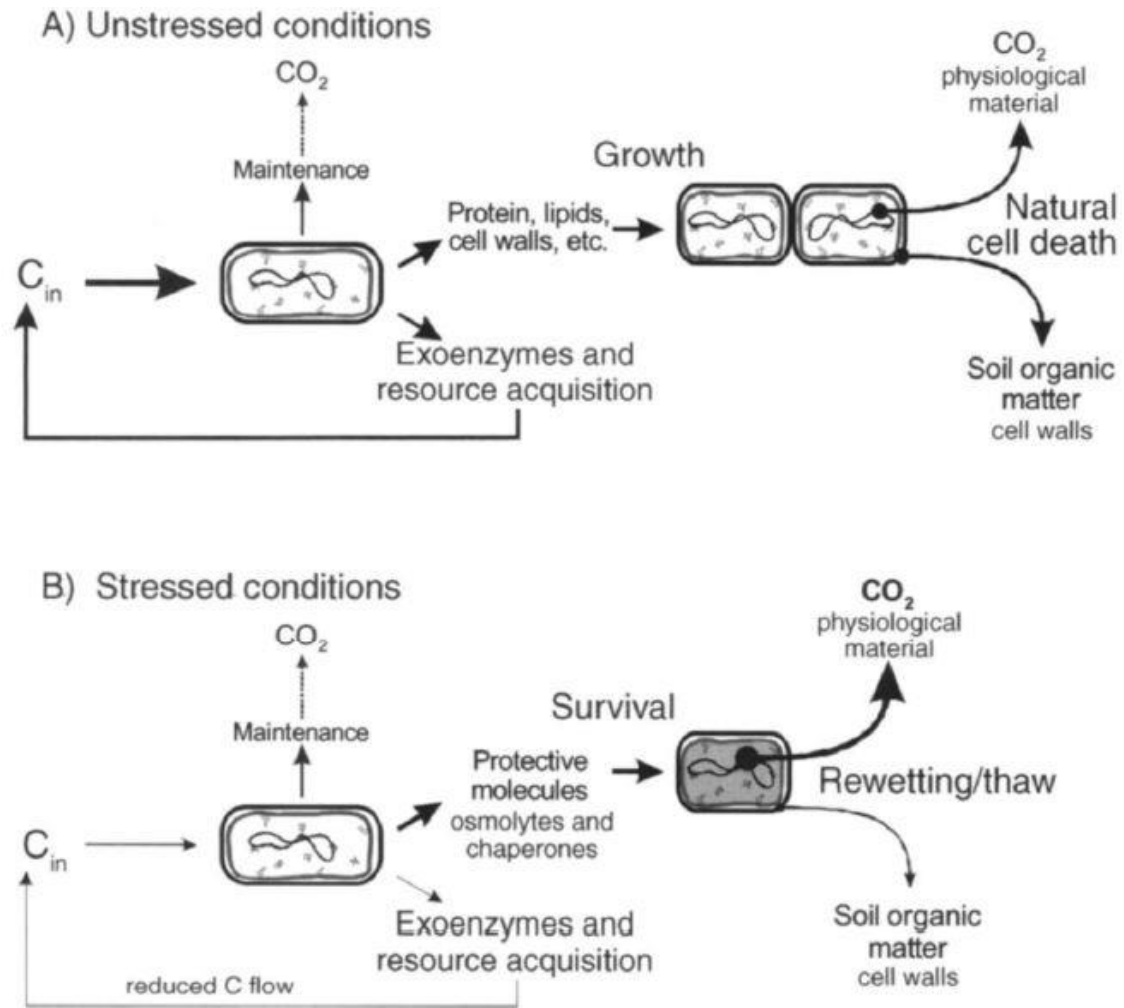 A) Unstressed conditions
CO2
Maintenance
Cin
Protein, lipids,
cell walls, etc.
Exoenzymes and
resource acquisition
Growth
CO2
physiological
material
Natural
cell death
Soil organic
matter
cell walls
B) Stressed conditions
CO2
Maintenance
Cin
Protective
molecules
osmolytes and
chaperones
Exoenzymes and
resource acquisition
reduced C flow
Survival
CO2
physiological
material
Rewetting/thaw
Soil organic
matter
cell walls